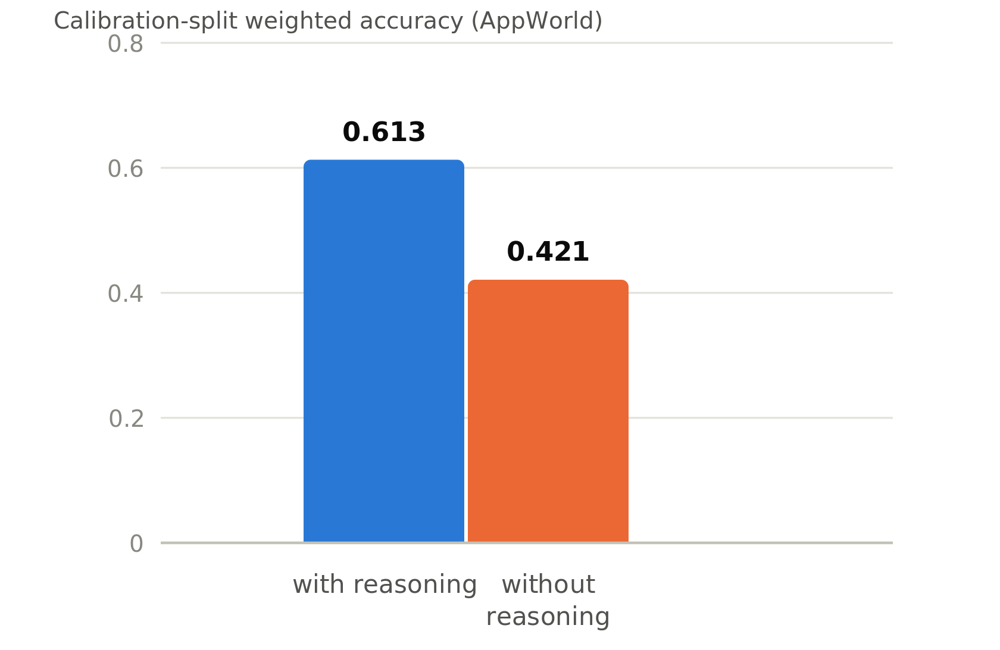 Calibration-split weighted accuracy (AppWorld)
0.8
0.613
0.6
0.421
0.4
0.2
0
with reasoning
without
reasoning